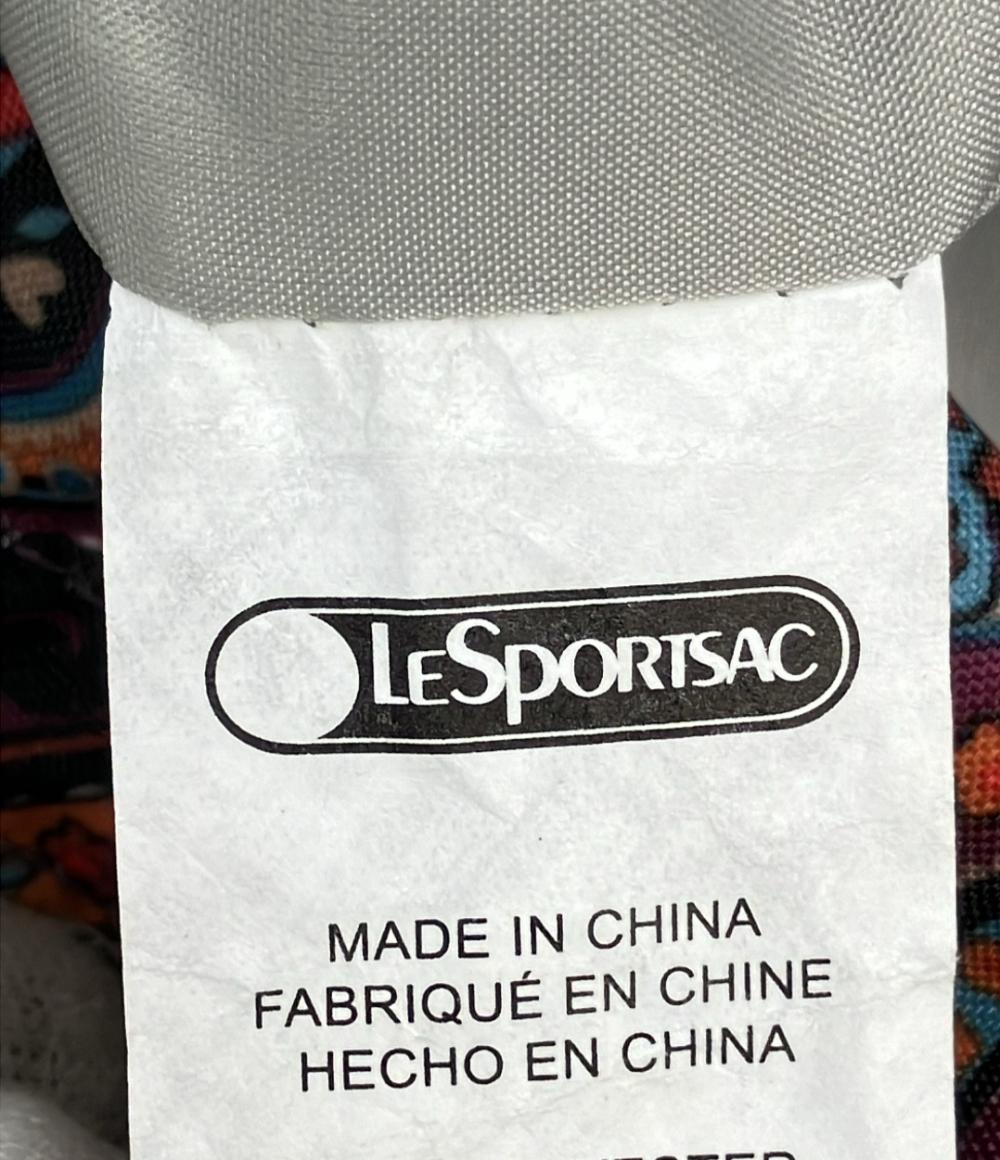 LESPORTSAC
MADE IN CHINA
FABRIQUÉ EN CHINE
HECHO EN CHINA